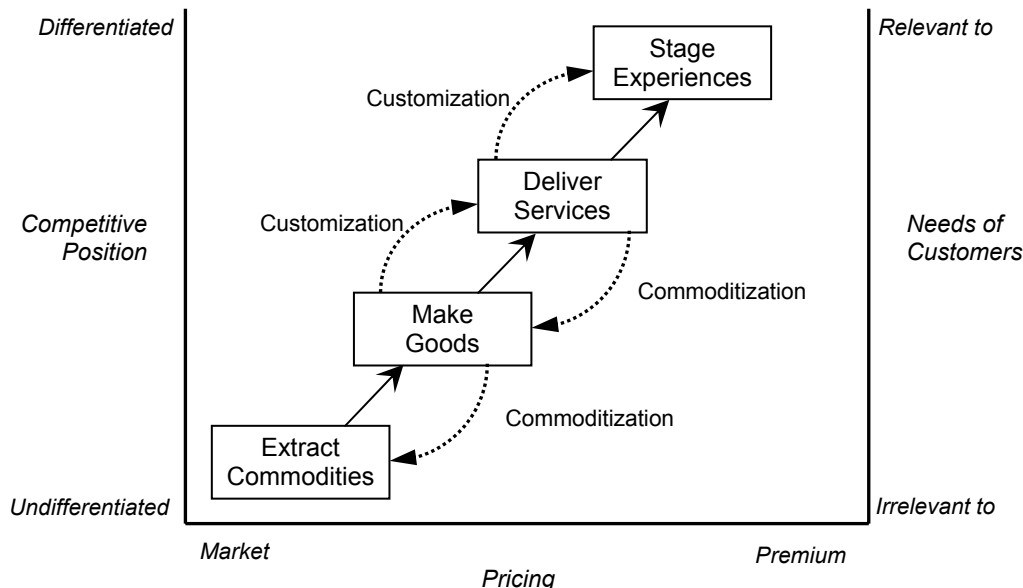 Differentiated
Relevant to
Stage
Experiences
Customization
Deliver
Services
Customization
Competitive
Position
Needs of
Customers
Commoditization
Make
Goods
Commoditization
Extract
Commodities
Undifferentiated
Irrelevant to
Market
Premium
Pricing